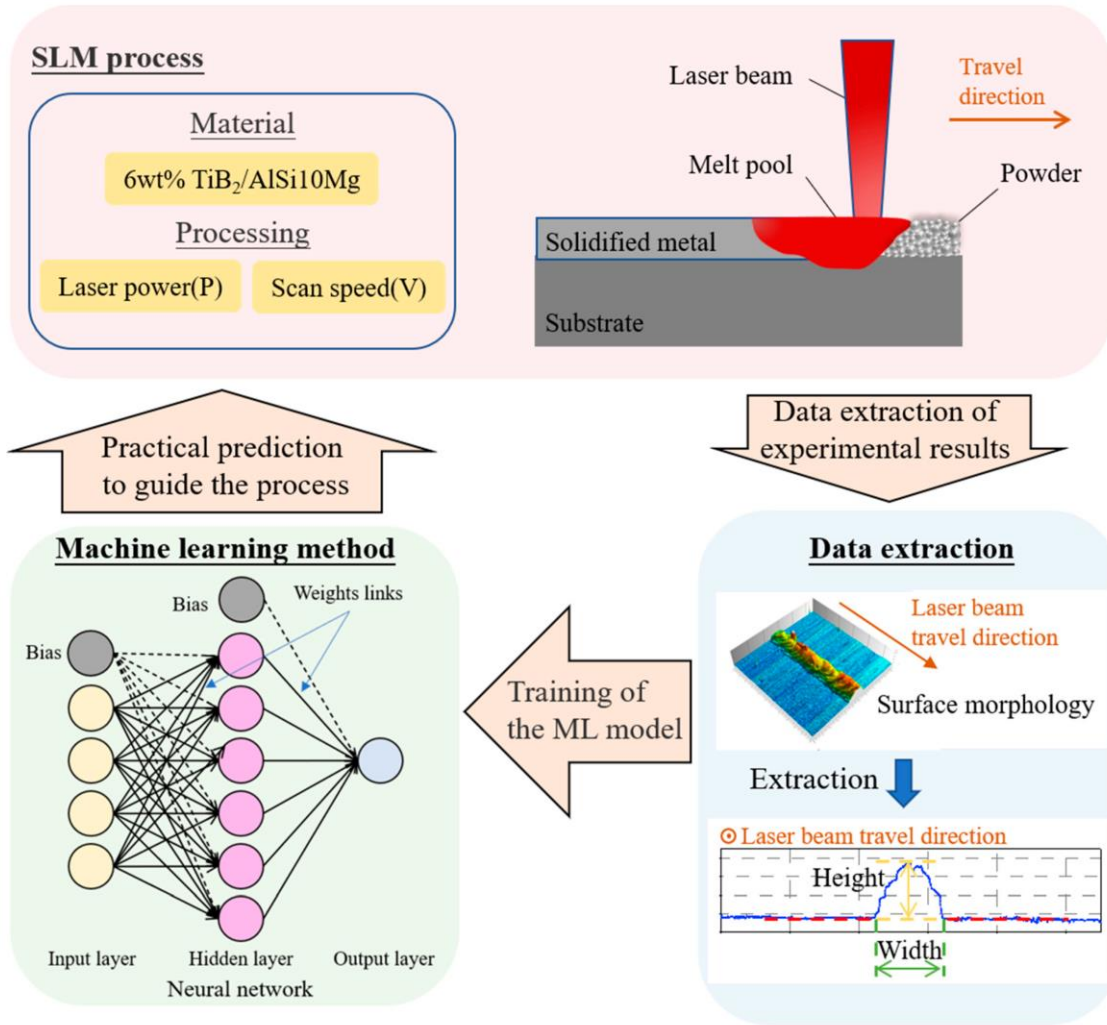 SLM process
Material
6wt% TiB₂/AlSi10Mg
Processing
Laser power(P)
Scan speed(V)
Laser beam
Travel
direction
Melt pool
Powder
Solidified metal
Substrate
Practical prediction
to guide the process
Data extraction of
experimental results
Machine learning method
Bias
Weights links
Bias
Input layer
Hidden layer
Output layer
Neural network
Training of
the ML model
Data extraction
Laser beam
travel direction
Surface morphology
Extraction
Laser beam travel direction
Height
Width